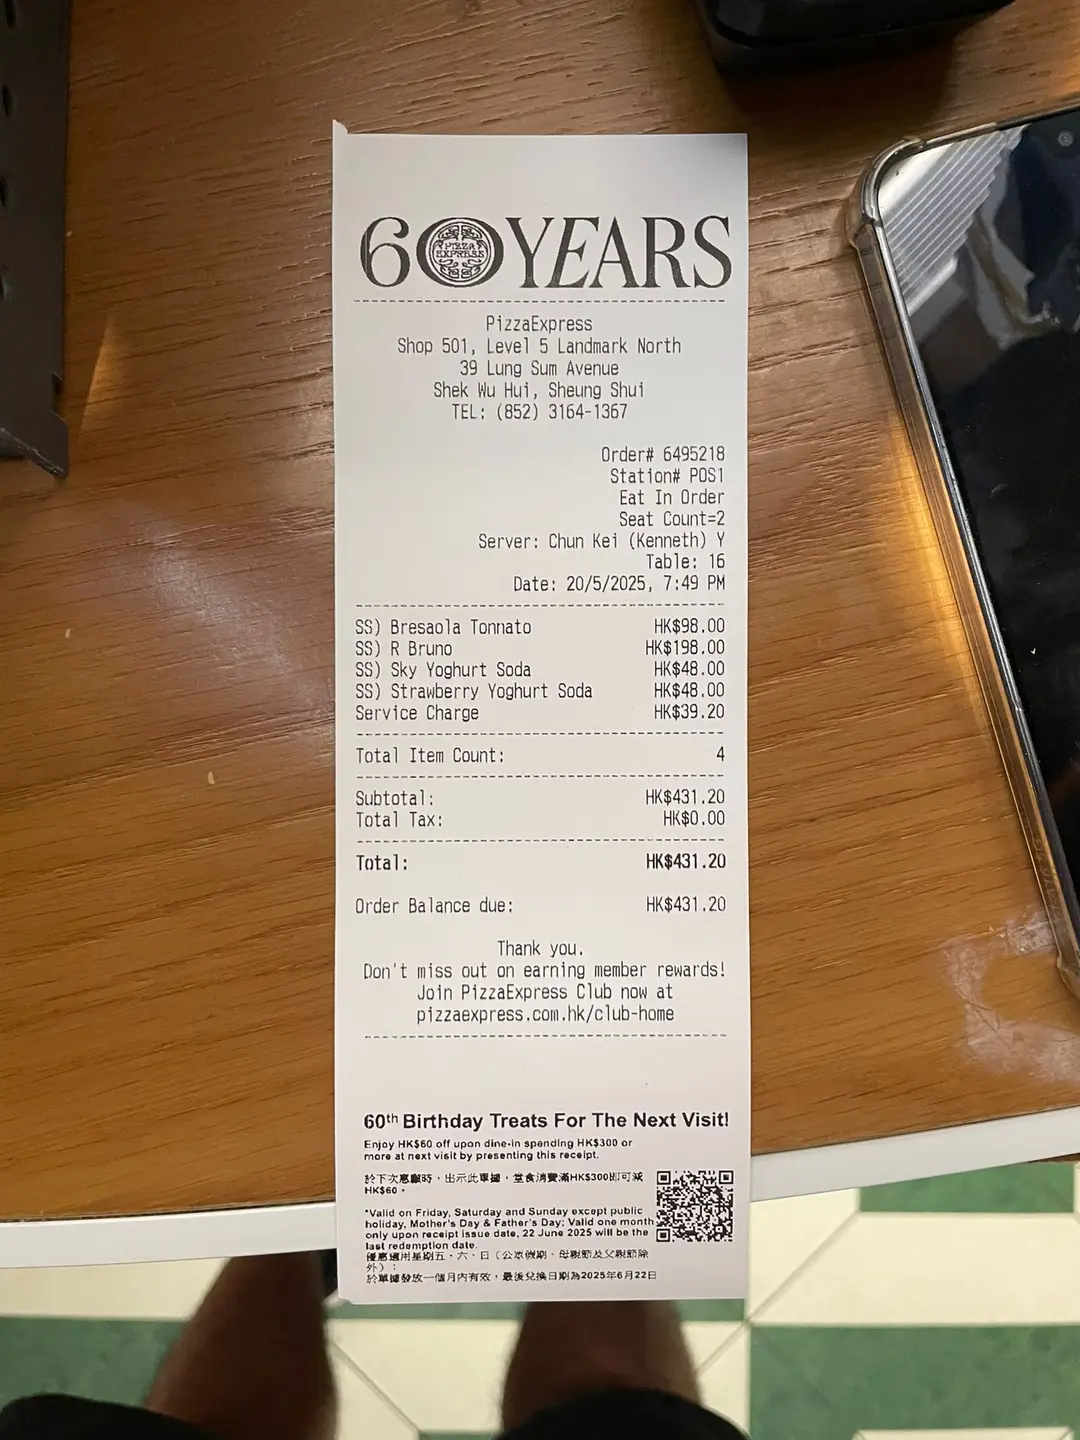 60 YEARS
PIZZA
EXPRESS
PizzaExpress
Shop 501, Level 5 Landmark North
39 Lung Sum Avenue
Shek Wu Hui, Sheung Shui
TEL: (852) 3164-1367
Order# 6495218
Station# POS1
Eat In Order
Seat Count=2
Server: Chun Kei (Kenneth) Y
Table: 16
Date: 20/5/2025, 7:49 PM
SS) Bresaola Tonnato HK$98.00
SS) R Bruno HK$198.00
SS) Sky Yoghurt Soda HK$48.00
SS) Strawberry Yoghurt Soda HK$48.00
Service Charge HK$39.20
Total Item Count: 4
Subtotal: HK$431.20
Total Tax: HK$0.00
Total: HK$431.20
Order Balance due: HK$431.20
Thank you.
Don't miss out on earning member rewards!
Join PizzaExpress Club now at
pizzaexpress.com.hk/club-home
60th Birthday Treats For The Next Visit!
Enjoy HK$60 off upon dine-in spending HK$300 or
more at next visit by presenting this receipt.
於下次惠顧時，出示此單據，堂食消費滿HK$300即可減
HK$60。
*Valid on Friday, Saturday and Sunday except public
holiday, Mother's Day & Father's Day; Valid one month
only upon receipt issue date, 22 June 2025 will be the
last redemption date.
優惠適用星期五、六、日（公眾假期、母親節及父親節除
外）；
於單據發放一個月內有效，最後兌換日期為2025年6月22日